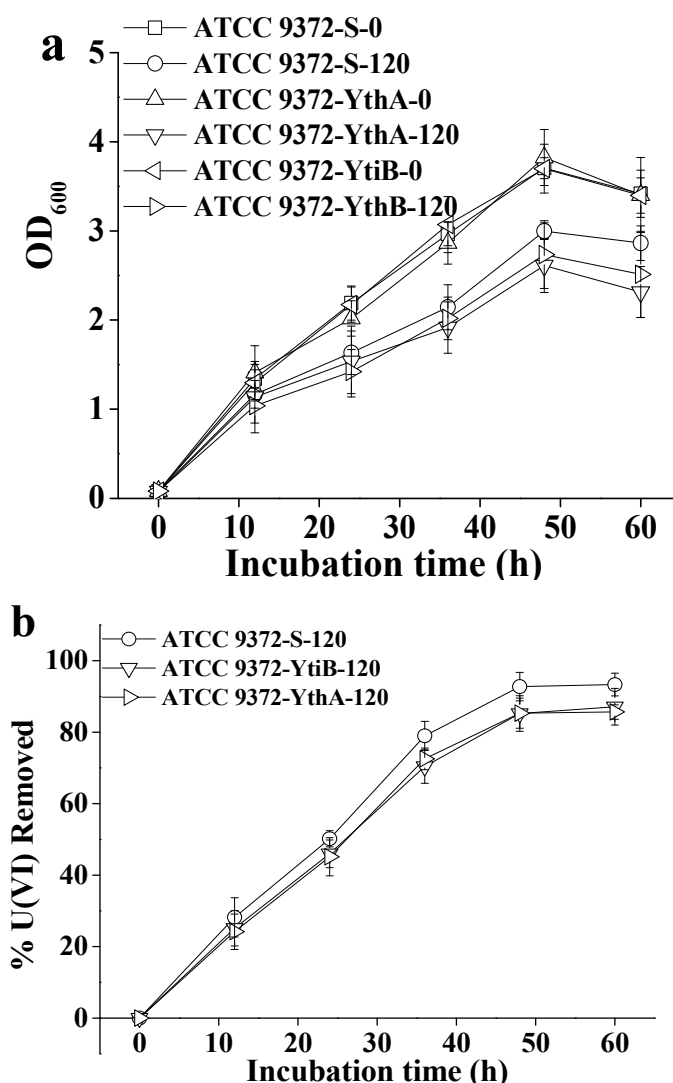 a
ATCC 9372-S-0
ATCC 9372-S-120
ATCC 9372-YthA-0
ATCC 9372-YthA-120
ATCC 9372-YtiB-0
ATCC 9372-YthB-120
5
4
3
2
1
0
OD600
0 10 20 30 40 50 60
Incubation time (h)
b
ATCC 9372-S-120
ATCC 9372-YtiB-120
ATCC 9372-YthA-120
100
80
60
40
20
0
% U(VI) Removed
0 10 20 30 40 50 60
Incubation time (h)